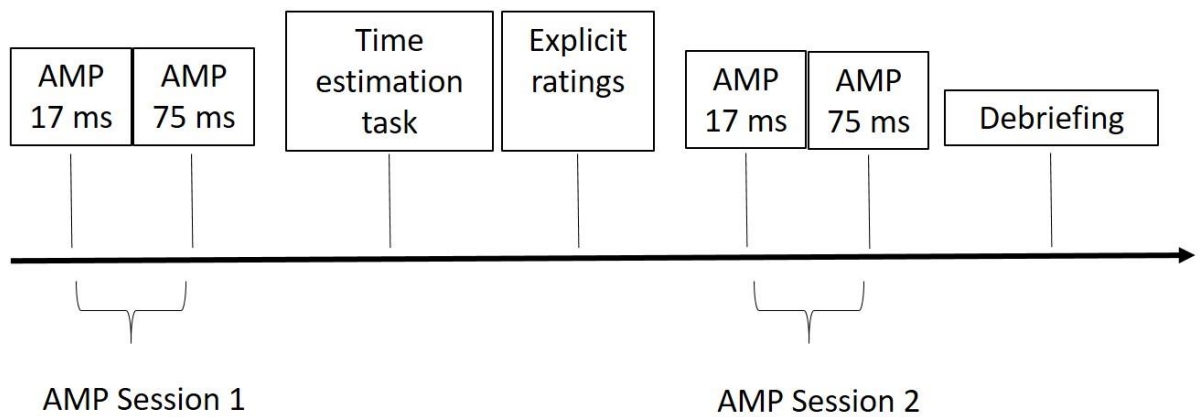 AMP
17 ms
AMP
75 ms
Time
estimation
task
Explicit
ratings
AMP
17 ms
AMP
75 ms
Debriefing
AMP Session 1
AMP Session 2